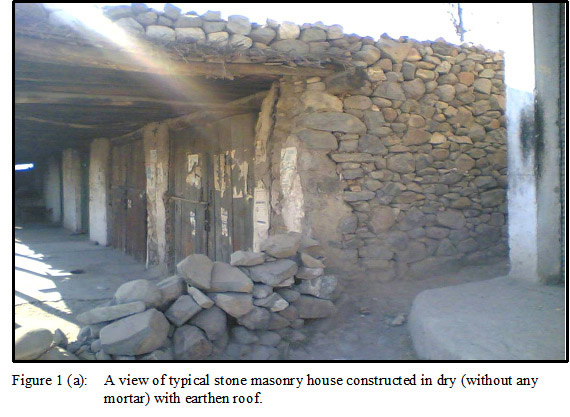 Figure 1 (a): A view of typical stone masonry house constructed in dry (without any
mortar) with earthen roof.